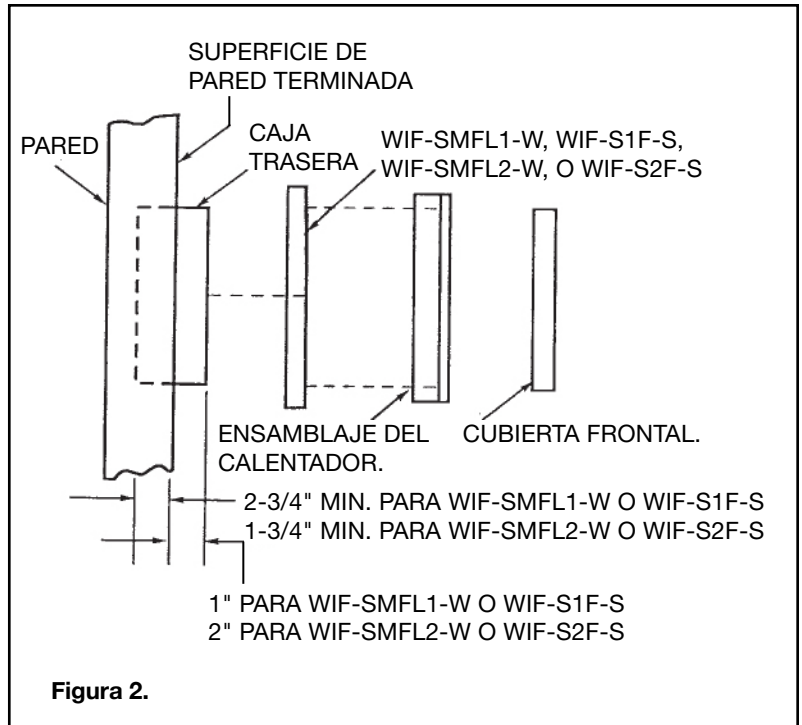 SUPERFICIE DE
PARED TERMINADA
PARED
CAJA
TRASERA
WIF-SMFL1-W, WIF-S1F-S,
WIF-SMFL2-W, O WIF-S2F-S
ENSAMBLAJE DEL
CALENTADOR.
CUBIERTA FRONTAL.
2-3/4" MIN. PARA WIF-SMFL1-W O WIF-S1F-S
1-3/4" MIN. PARA WIF-SMFL2-W O WIF-S2F-S
1" PARA WIF-SMFL1-W O WIF-S1F-S
2" PARA WIF-SMFL2-W O WIF-S2F-S
Figura 2.